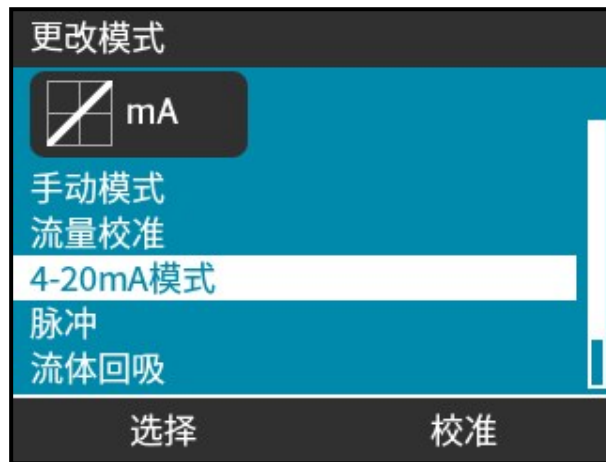 更改模式
mA
手动模式
流量校准
4-20mA模式
脉冲
流体回吸
选择 校准